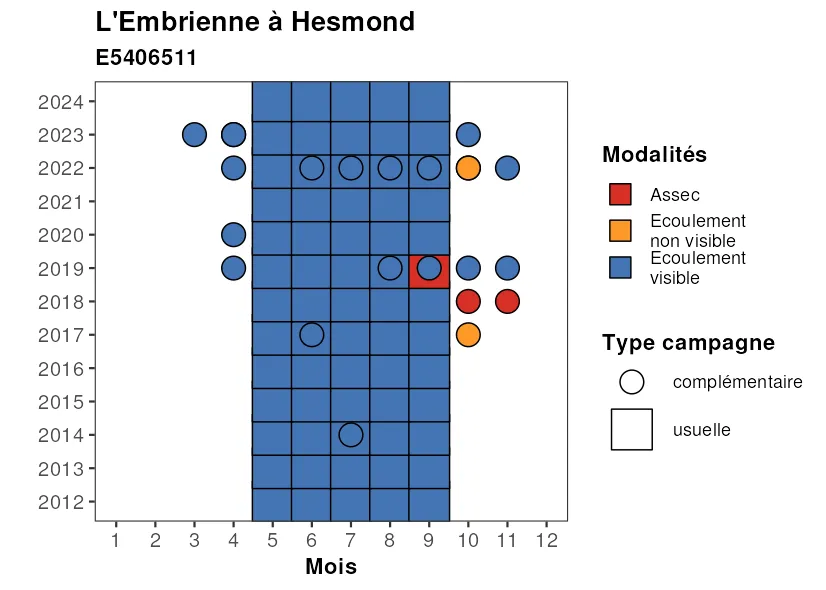 L'Embrienne à Hesmond
E5406511
2024
2023
2022
2021
2020
2019
2018
2017
2016
2015
2014
2013
2012
1 2 3 4 5 6 7 8 9 10 11 12
Mois
Modalités
Assec
Ecoulement
non visible
Ecoulement
visible
Type campagne
complémentaire
usuelle